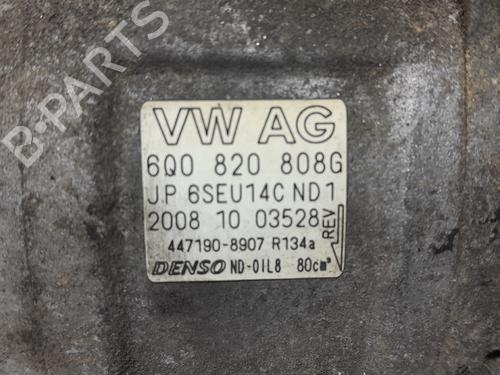 B-PARTS
VW AG
6Q0 820 808G
JP 6SEU14C ND1
2008 10 03528 REV
447190-8907 R134a
DENSO ND-OIL8 80cm³
B-PARTS